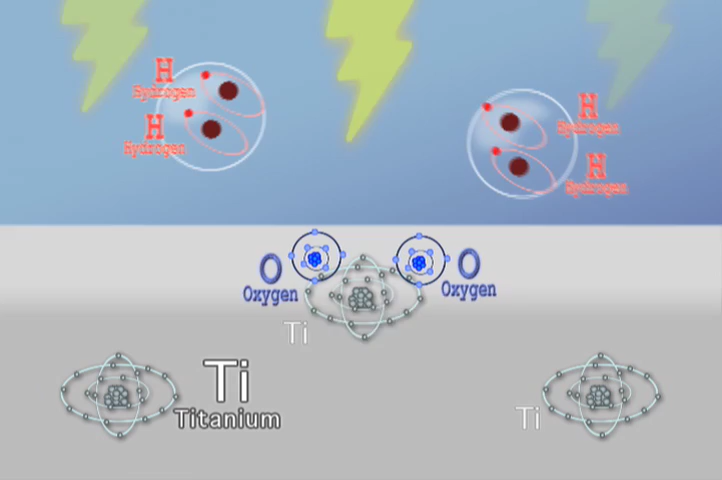 H
Hydrogen
H
Hydrogen
H
Hydrogen
H
Hydrogen
O
Oxygen
O
Oxygen
Ti
Ti
Titanium
Ti